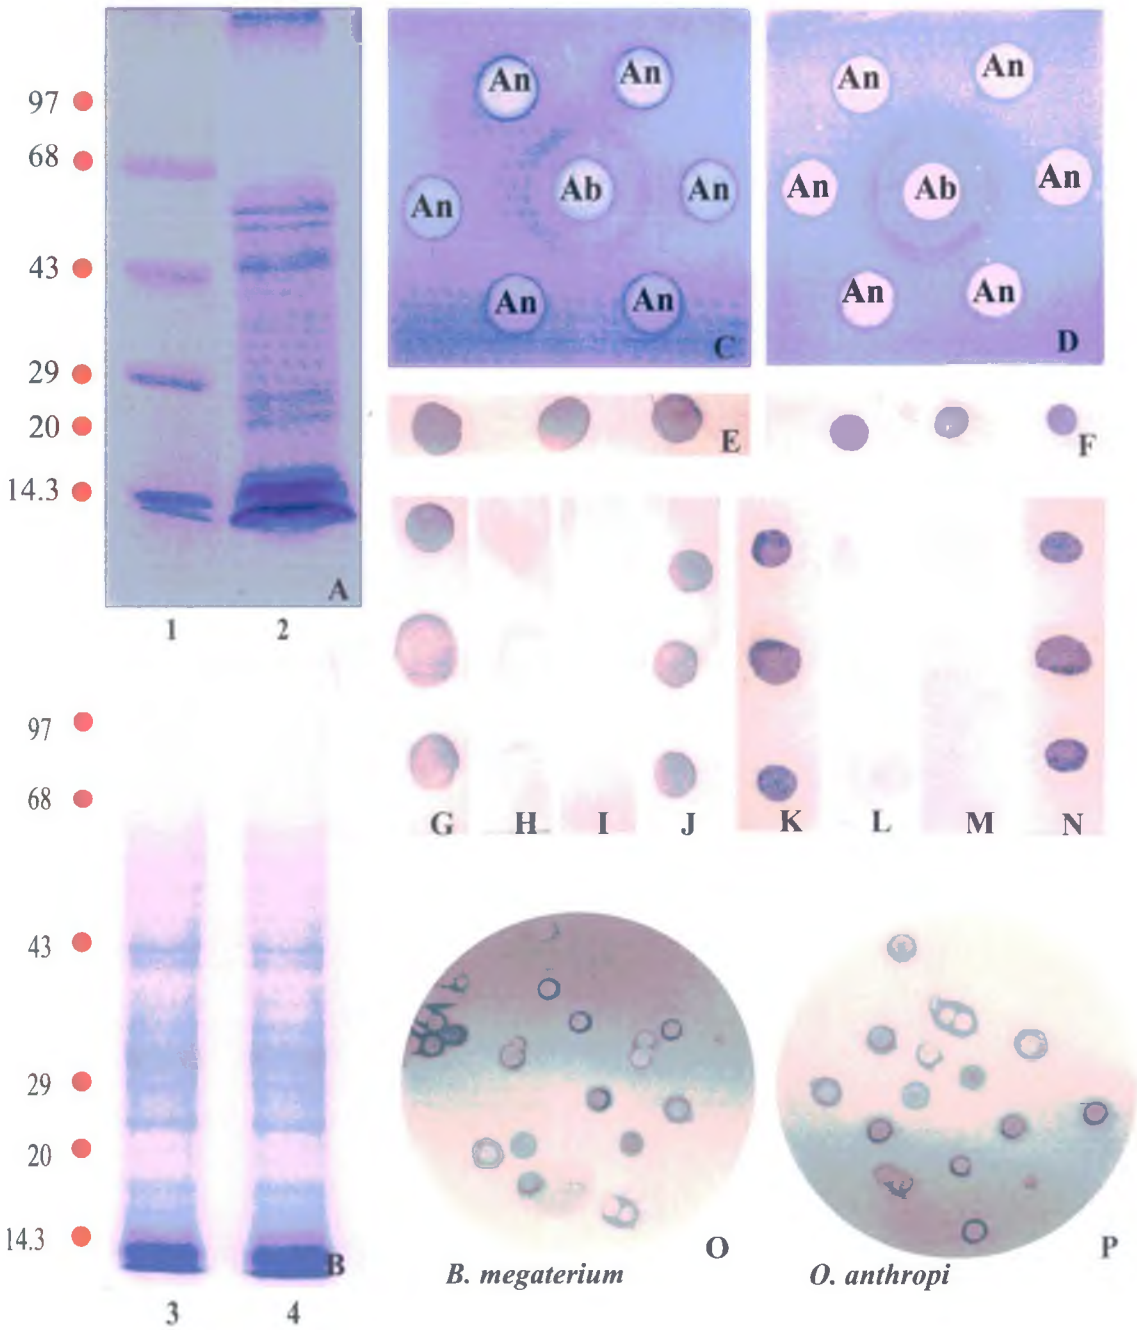 97
68
43
29
20
14.3
A
1 2
An An
An Ab An
An An
C
An An
An Ab An
An An
D
E
F
G H I J K L M N
97
68
43
29
20
14.3
B
3 4
O
B. megaterium
P
O. anthropi